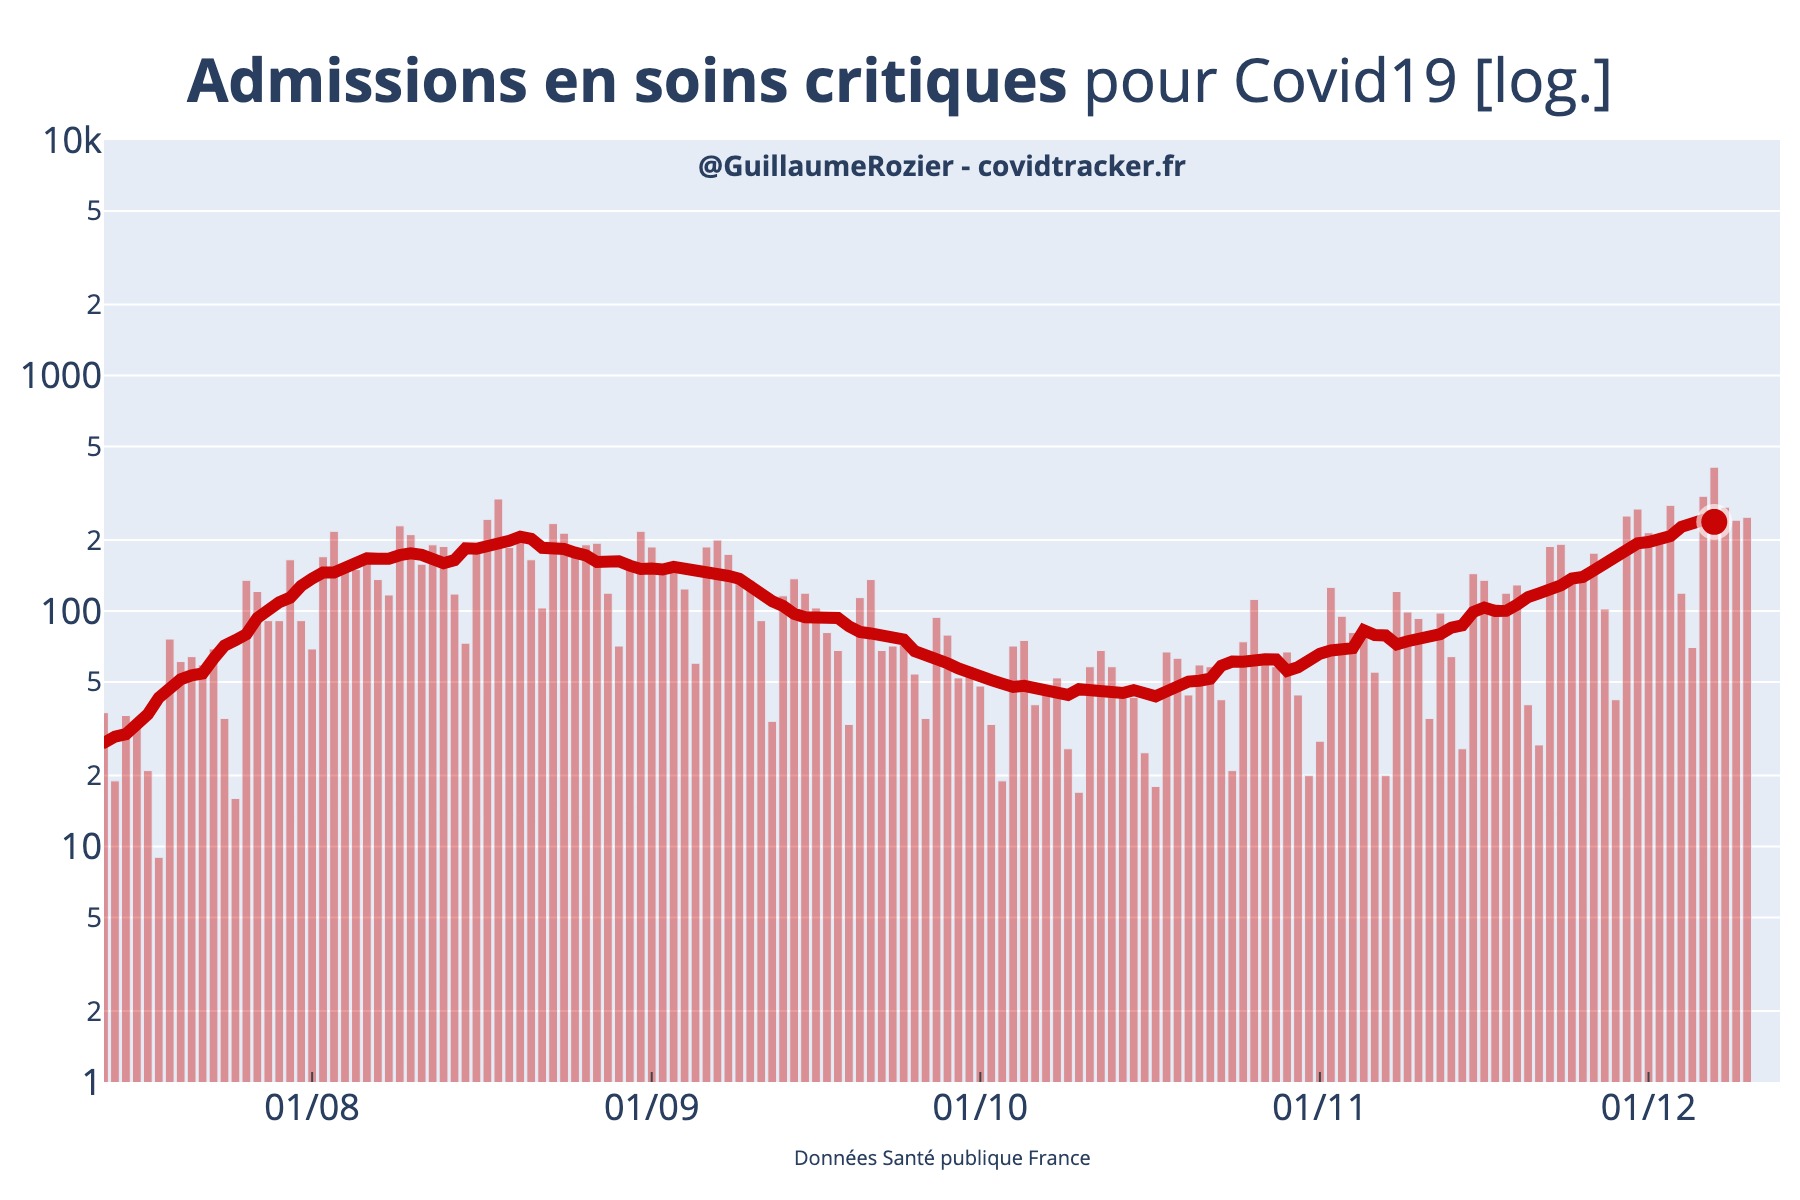 Admissions en soins critiques pour Covid19 [log.]
@GuillaumeRozier - covidtracker.fr
10k
5
2
1000
5
2
100
5
2
10
5
2
1
01/08 01/09 01/10 01/11 01/12
Données Santé publique France